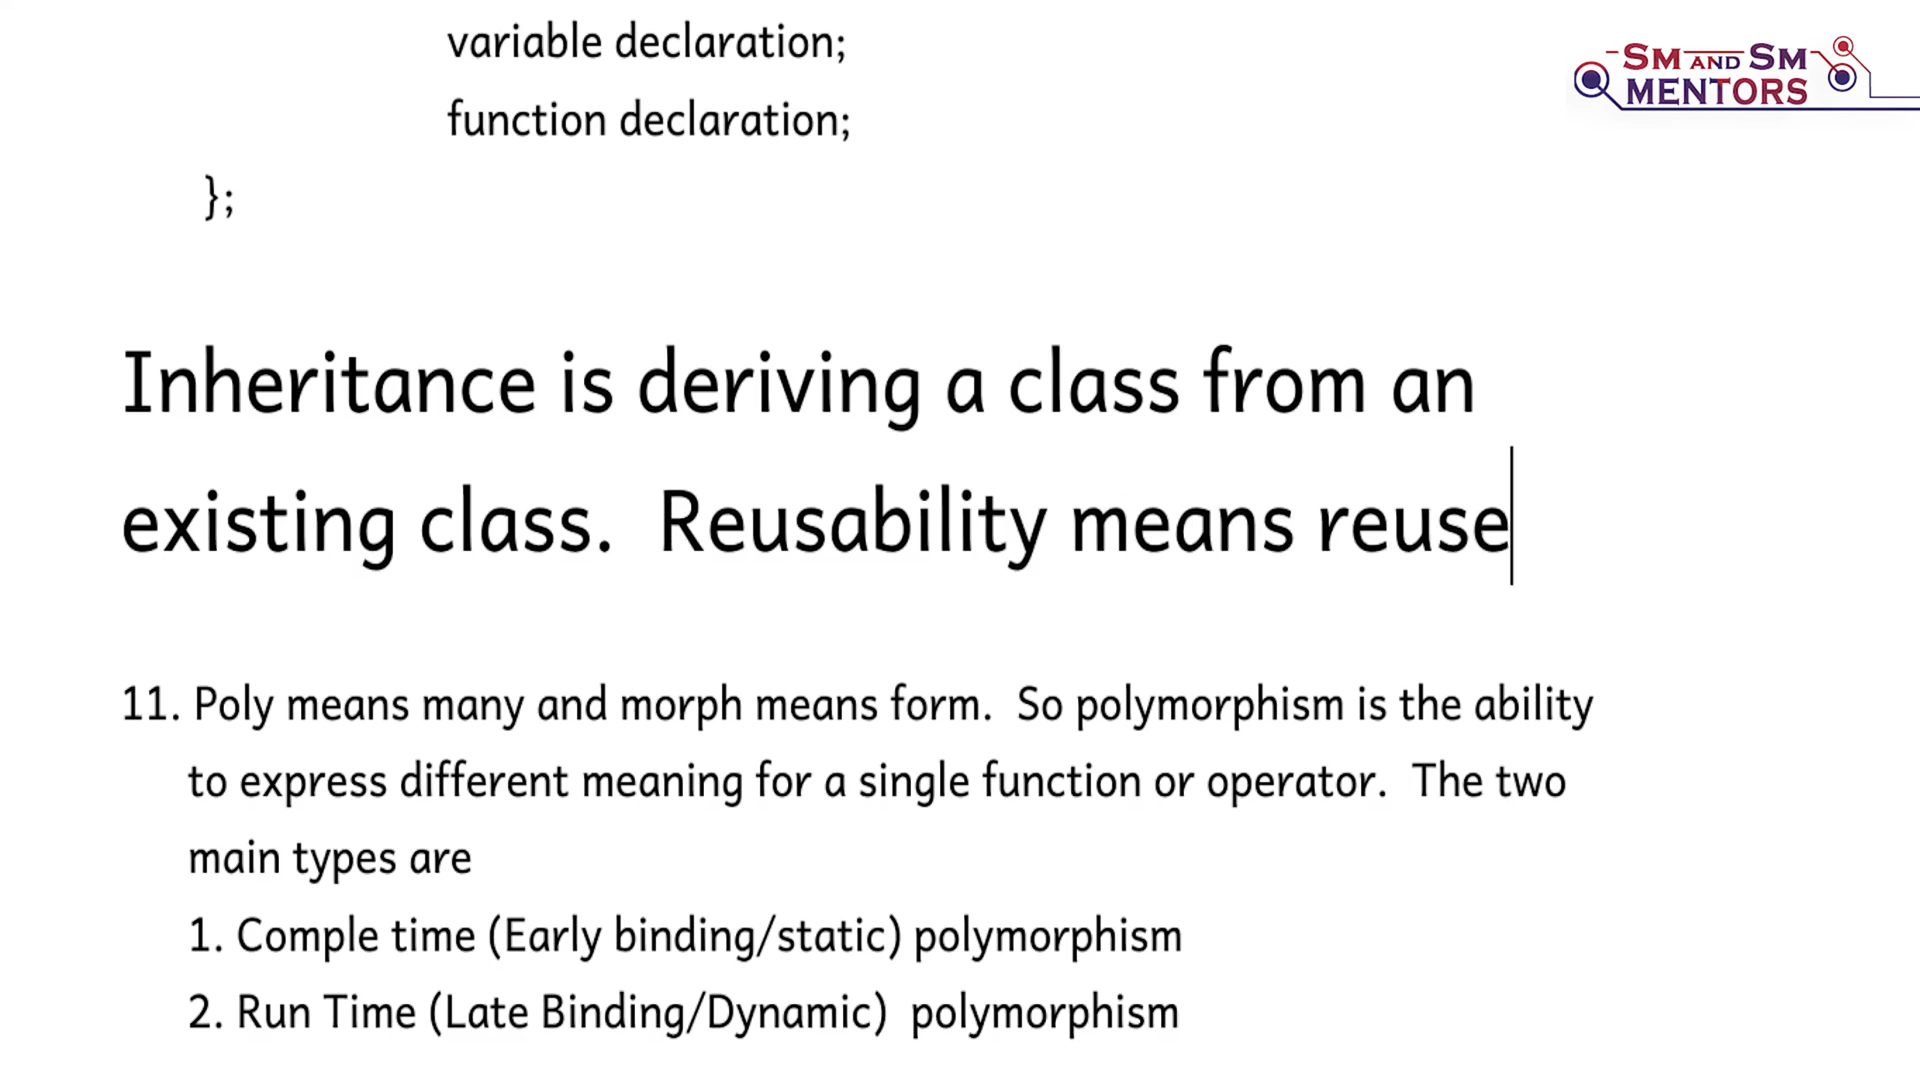 variable declaration;
SM AND SM
MENTORS
function declaration;
};
Inheritance is deriving a class from an
existing class. Reusability means reuse
11. Poly means many and morph means form. So polymorphism is the ability
to express different meaning for a single function or operator. The two
main types are
1. Comple time (Early binding/static) polymorphism
2. Run Time (Late Binding/Dynamic) polymorphism